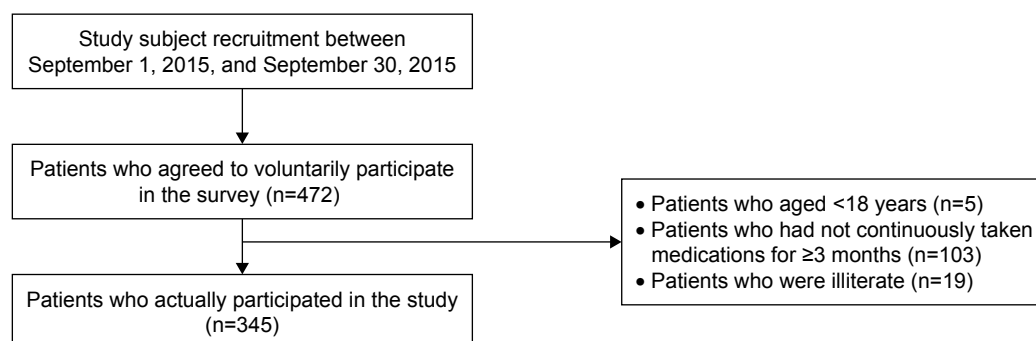 Study subject recruitment between
September 1, 2015, and September 30, 2015
Patients who agreed to voluntarily participate
in the survey (n=472)
• Patients who aged <18 years (n=5)
• Patients who had not continuously taken
medications for ≥3 months (n=103)
• Patients who were illiterate (n=19)
Patients who actually participated in the study
(n=345)